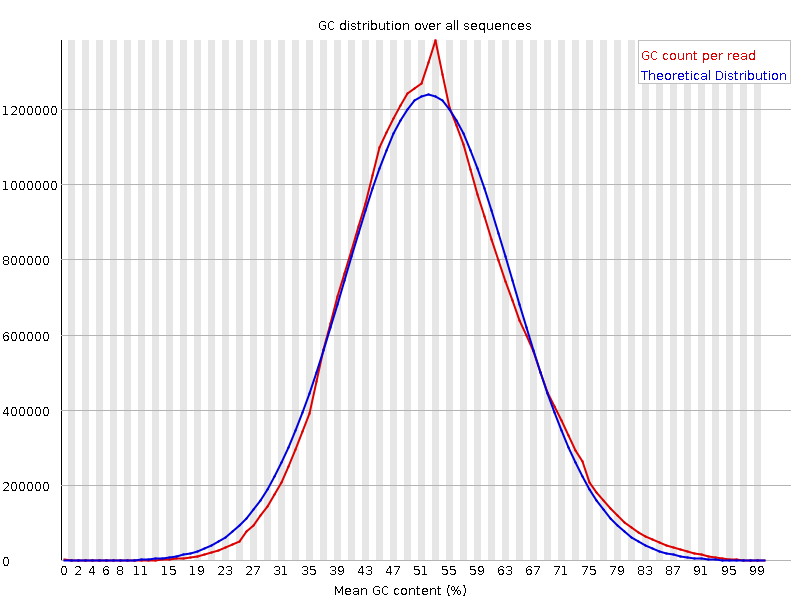 GC distribution over all sequences
GC count per read
Theoretical Distribution
1200000
1000000
800000
600000
400000
200000
0
0 2 4 6 8 11 15 19 23 27 31 35 39 43 47 51 55 59 63 67 71 75 79 83 87 91 95 99
Mean GC content (%)